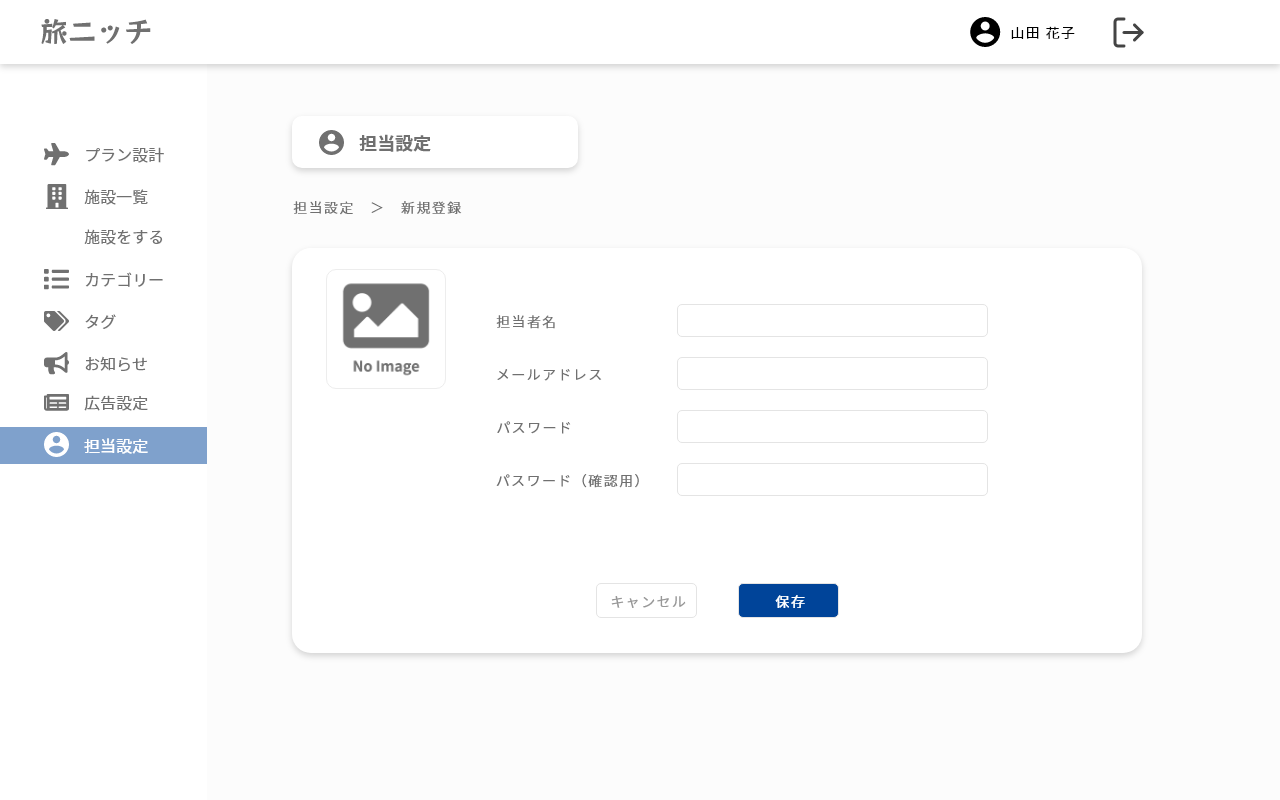 旅ニッチ
山田 花子
プラン設計
施設一覧
施設をする
カテゴリー
タグ
お知らせ
広告設定
担当設定
担当設定
担当設定 ＞ 新規登録
No Image
担当者名
メールアドレス
パスワード
パスワード（確認用）
キャンセル
保存